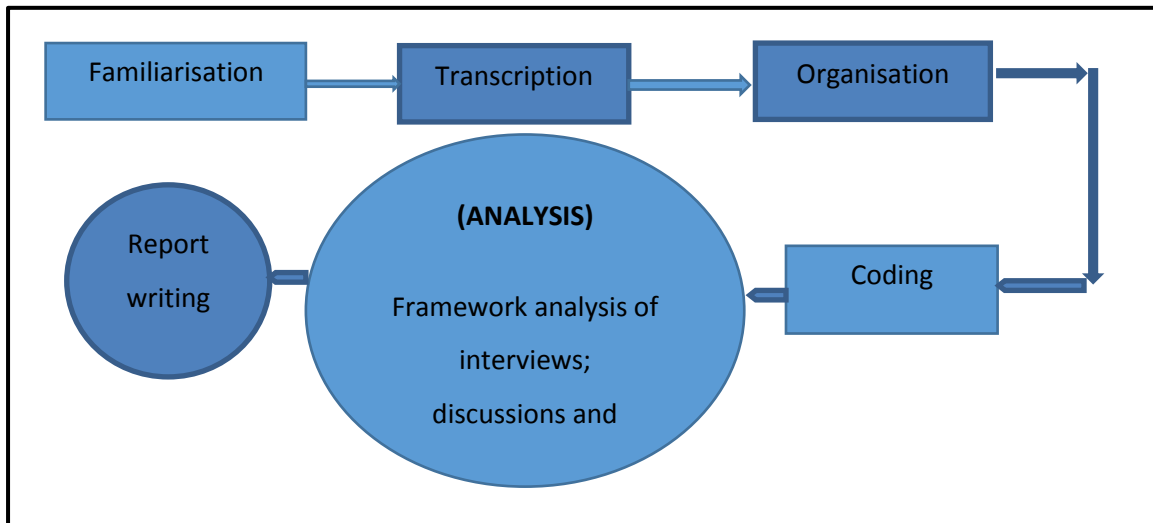 Familiarisation
Transcription
Organisation
Coding
(ANALYSIS)
Framework analysis of
interviews;
discussions and
Report
writing